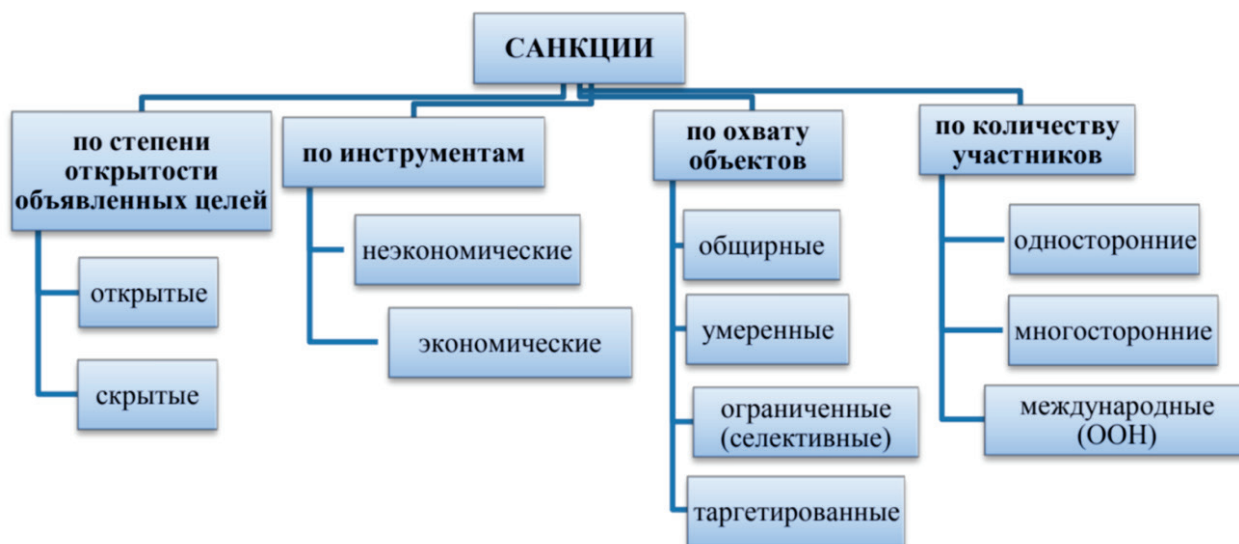 САНКЦИИ
по степени
открытости
объявленных целей
открытые
скрытые
по инструментам
неэкономические
экономические
по охвату
объектов
общирные
умеренные
ограниченные
(селективные)
таргетированные
по количеству
участников
односторонние
многосторонние
международные
(ООН)